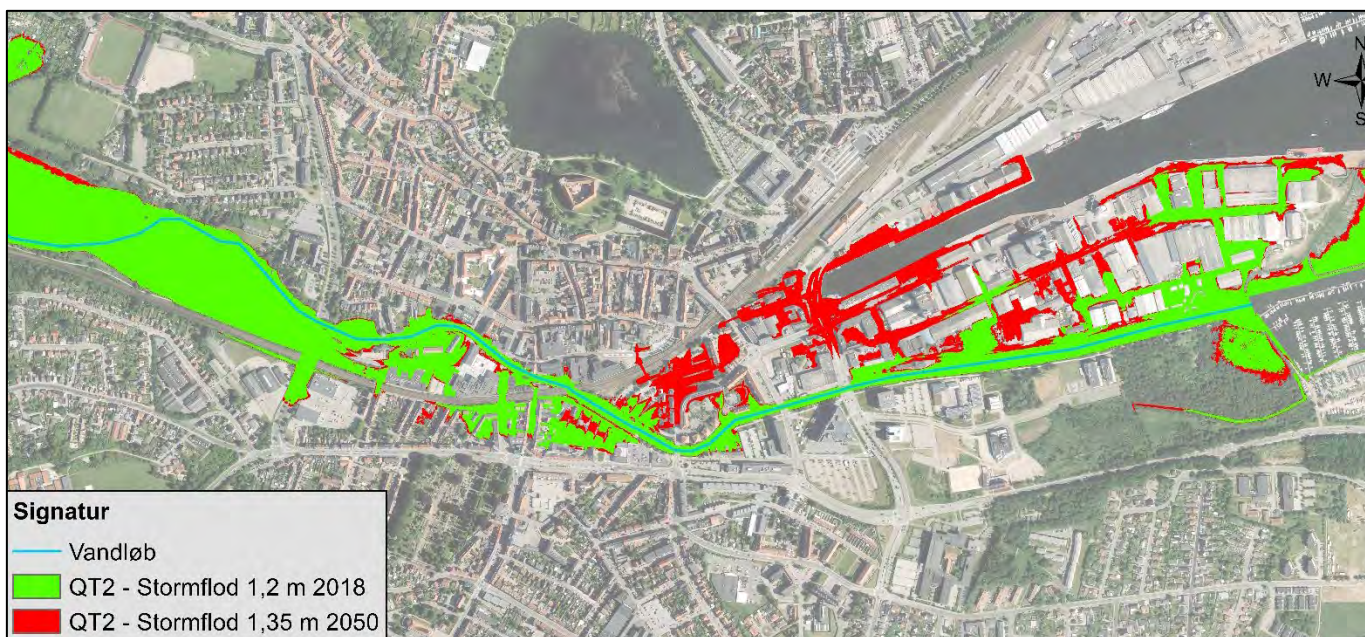 N
W
S
Signatur
Vandløb
QT2 - Stormflod 1,2 m 2018
QT2 - Stormflod 1,35 m 2050